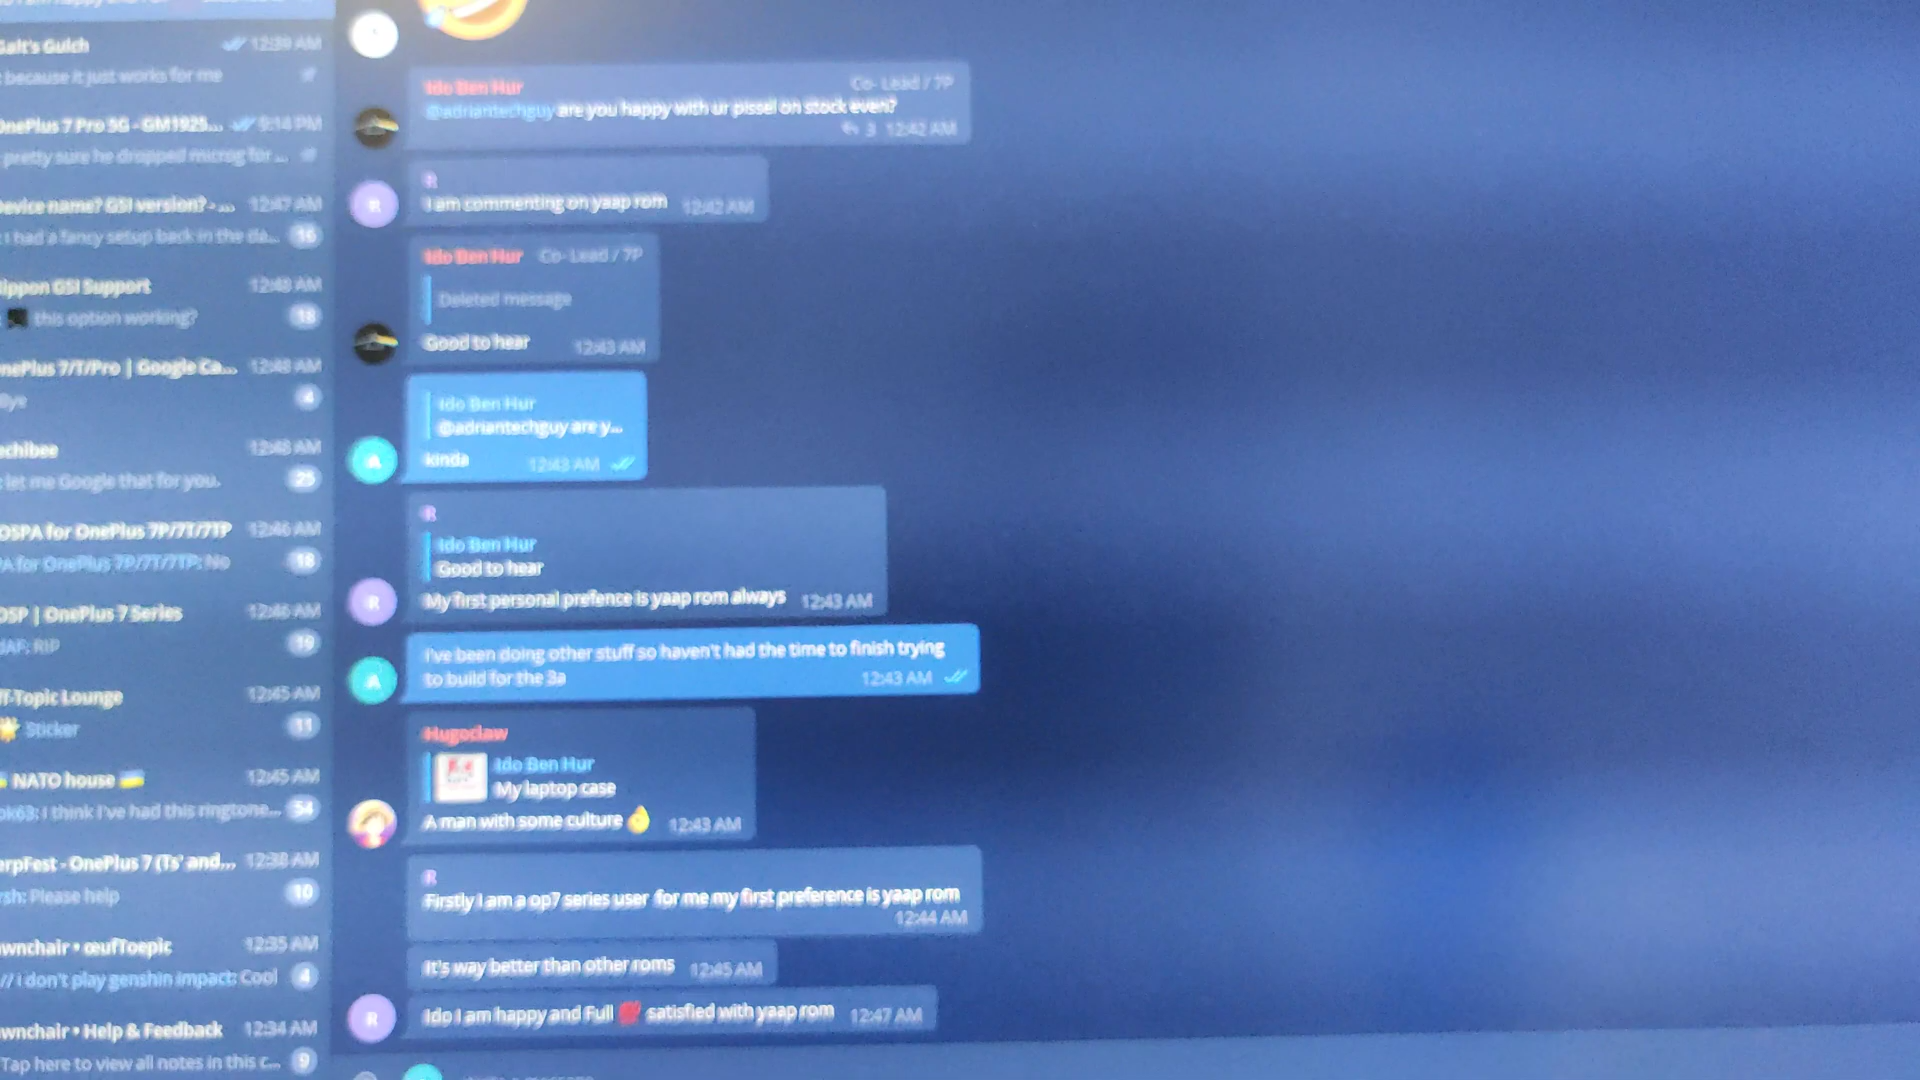 Galt's Gulch 12:39 AM
because it just works for me
OnePlus 7 Pro 5G - GM1925... 9:14 PM
pretty sure he dropped microg for ...
evice name? GSI version? - ... 12:47 AM
: I had a fancy setup back in the da... 16
ippon GSI Support 12:48 AM
this option working? 18
nePlus 7/T/Pro | Google Ca... 12:48 AM
Bye 4
echibee 12:48 AM
: let me Google that for you. 25
OSPA for OnePlus 7P/7T/7TP 12:46 AM
A for OnePlus 7P/7T/7TP: No 18
OSP | OnePlus 7 Series 12:46 AM
AF: RIP 19
ff-Topic Lounge 12:45 AM
Sticker 11
NATO house 12:45 AM
ok63: I think I've had this ringtone... 54
erpFest - OnePlus 7 (Ts' and... 12:38 AM
rsh: Please help 10
wnchair • œufToepic 12:35 AM
// i don't play genshin impact: Cool 4
wnchair • Help & Feedback 12:34 AM
Tap here to view all notes in this c... 9
Ido Ben Hur Co- Lead / 7P
@adriantechguy are you happy with ur pissel on stock even?
3 12:42 AM
R
I am commenting on yaap rom 12:42 AM
R
Ido Ben Hur Co- Lead / 7P
Deleted message
Good to hear 12:43 AM
Ido Ben Hur
@adriantechguy are y...
kinda 12:43 AM
A
R
Ido Ben Hur
Good to hear
My first personal prefence is yaap rom always 12:43 AM
R
I've been doing other stuff so haven't had the time to finish trying
to build for the 3a 12:43 AM
A
Hugoclaw
Ido Ben Hur
My laptop case
A man with some culture 👌 12:43 AM
R
Firstly I am a op7 series user for me my first preference is yaap rom
12:44 AM
It's way better than other roms 12:45 AM
Ido I am happy and Full 💯 satisfied with yaap rom 12:47 AM
R